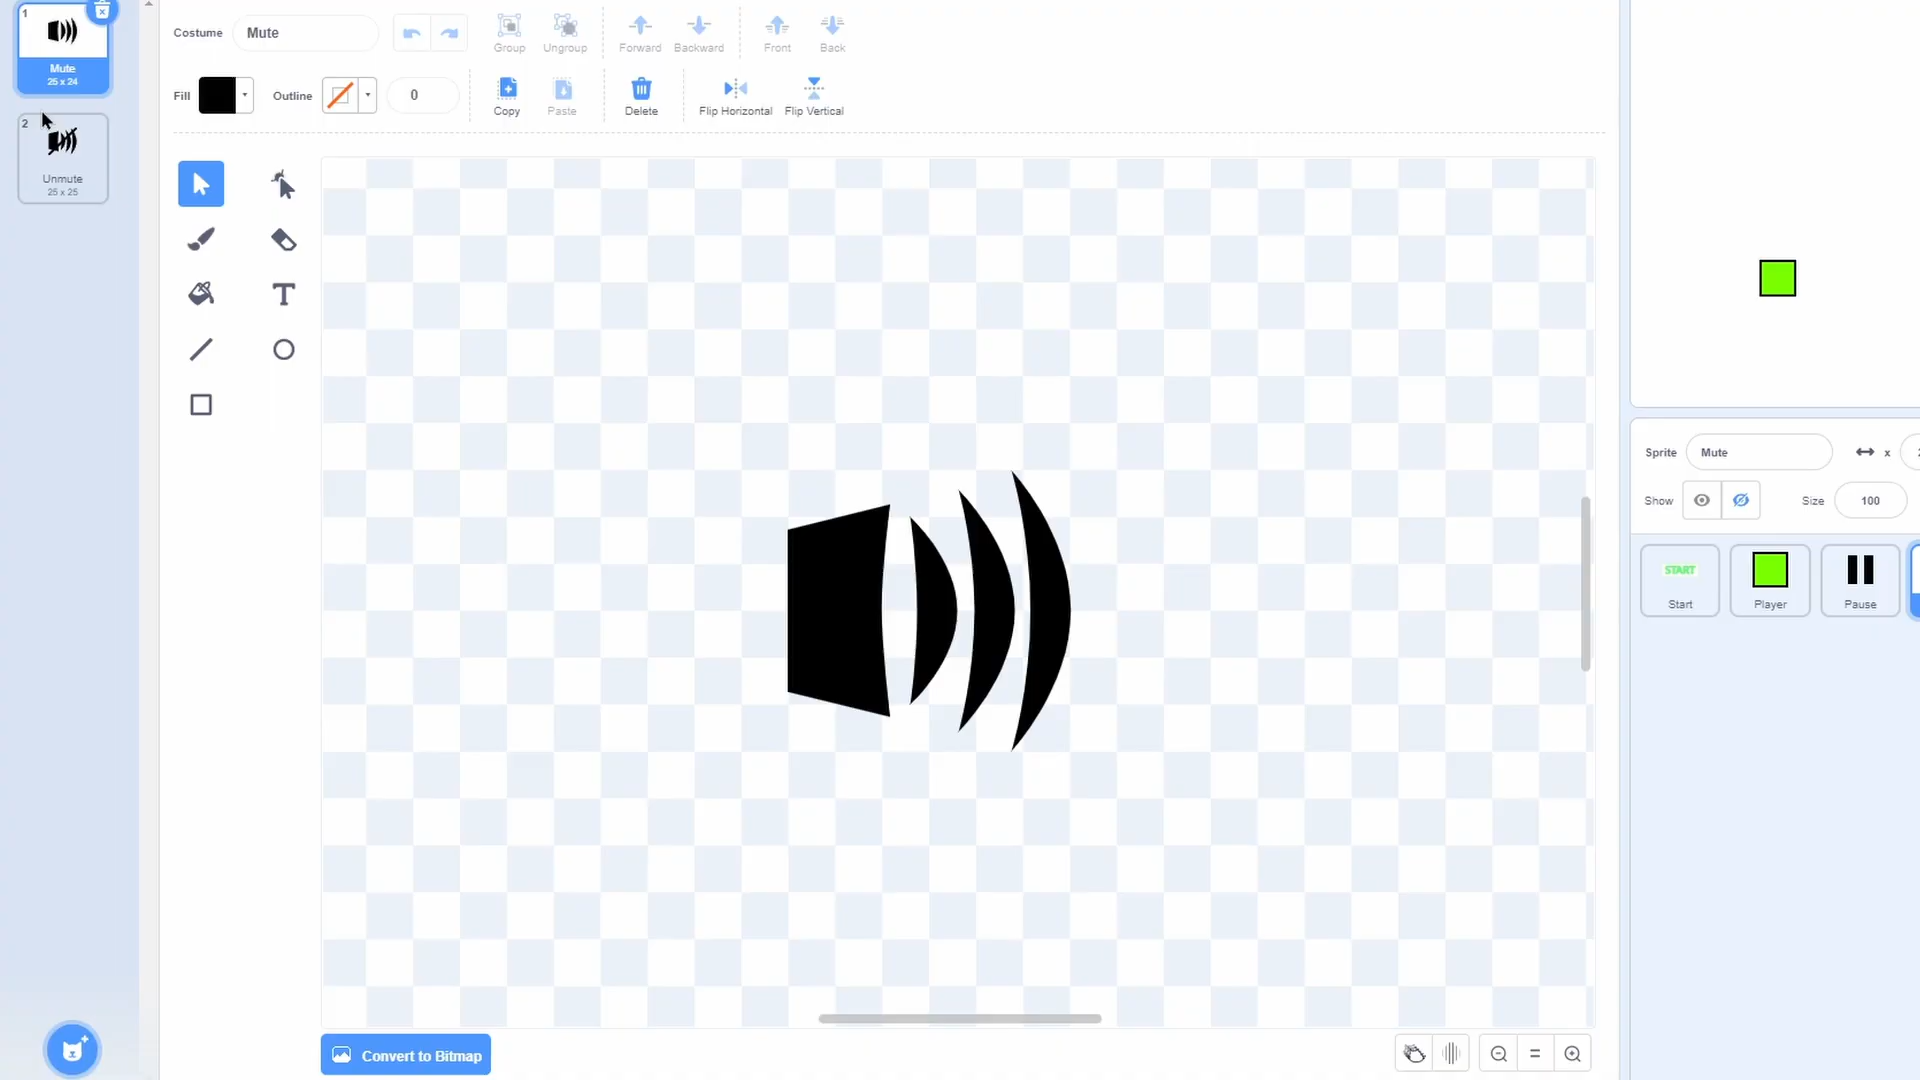 1
Mute
25 x 24
2
Unmute
25 x 25
Costume Mute
Group Ungroup Forward Backward Front Back
Fill Outline 0
Copy Paste Delete Flip Horizontal Flip Vertical
T
Convert to Bitmap
Sprite Mute x
Show Size 100
START
Start Player Pause